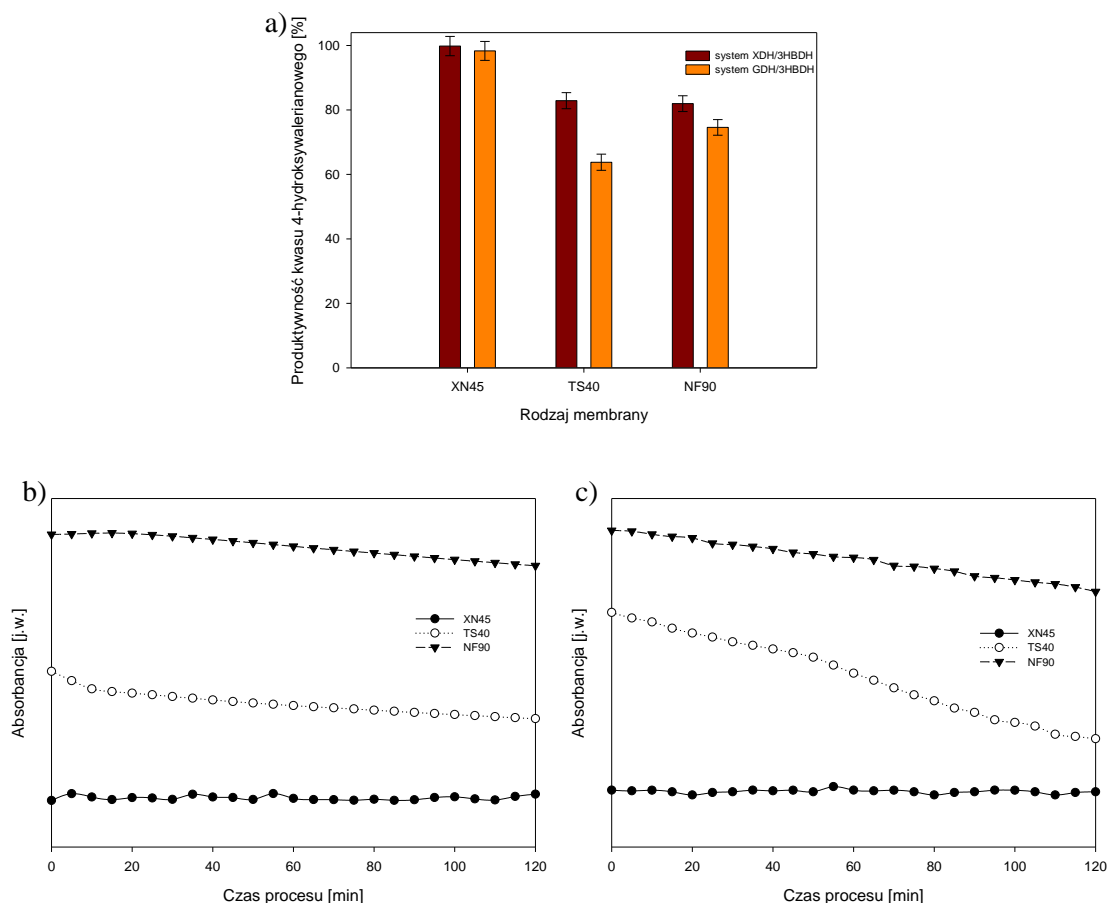 a)
Produktywność kwasu 4-hydroksywalerianowego [%]
100
80
60
40
20
0
system XDH/3HBDH
system GDH/3HBDH
XN45 TS40 NF90
Rodzaj membrany
b)
Absorbancja [j.w.]
XN45
TS40
NF90
0 20 40 60 80 100 120
Czas procesu [min]
c)
Absorbancja [j.w.]
XN45
TS40
NF90
0 20 40 60 80 100 120
Czas procesu [min]